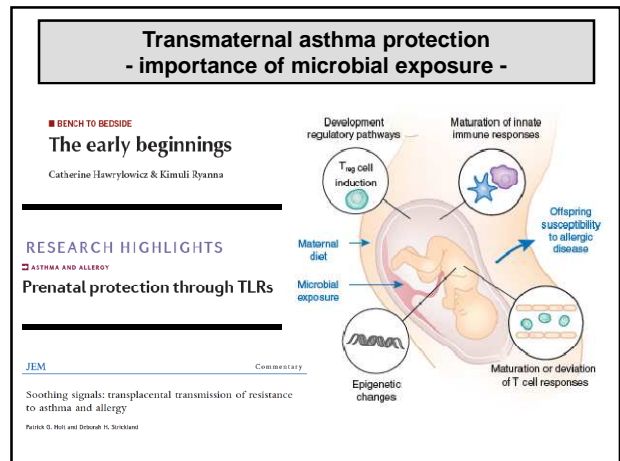 Transmaternal asthma protection
- importance of microbial exposure -
BENCH TO BEDSIDE
The early beginnings
Catherine Hawrylowicz & Kimuli Ryanna
RESEARCH HIGHLIGHTS
ASTHMA AND ALLERGY
Prenatal protection through TLRs
JEM Commentary
Soothing signals: transplacental transmission of resistance
to asthma and allergy
Patrick G. Holt and Deborah H. Strickland
Development
regulatory pathways
Treg cell
induction
Maturation of innate
immune responses
Offspring
susceptibility
to allergic
disease
Maternal
diet
Microbial
exposure
Epigenetic
changes
Maturation or deviation
of T cell responses